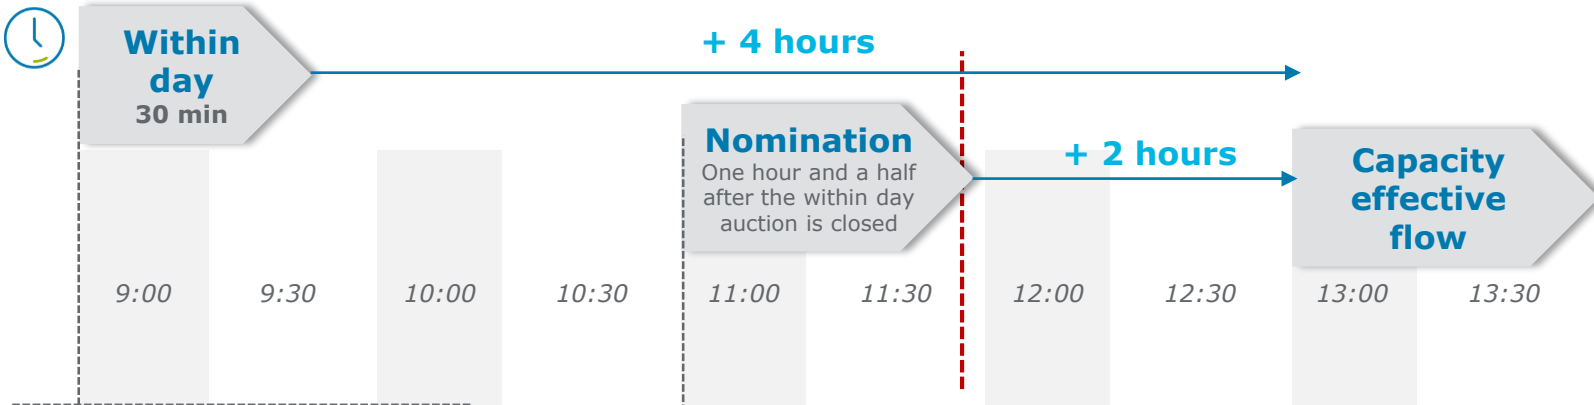 Within
day
30 min
+ 4 hours
Nomination
One hour and a half
after the within day
auction is closed
+ 2 hours
Capacity
effective
flow
9:00 9:30 10:00 10:30 11:00 11:30 12:00 12:30 13:00 13:30